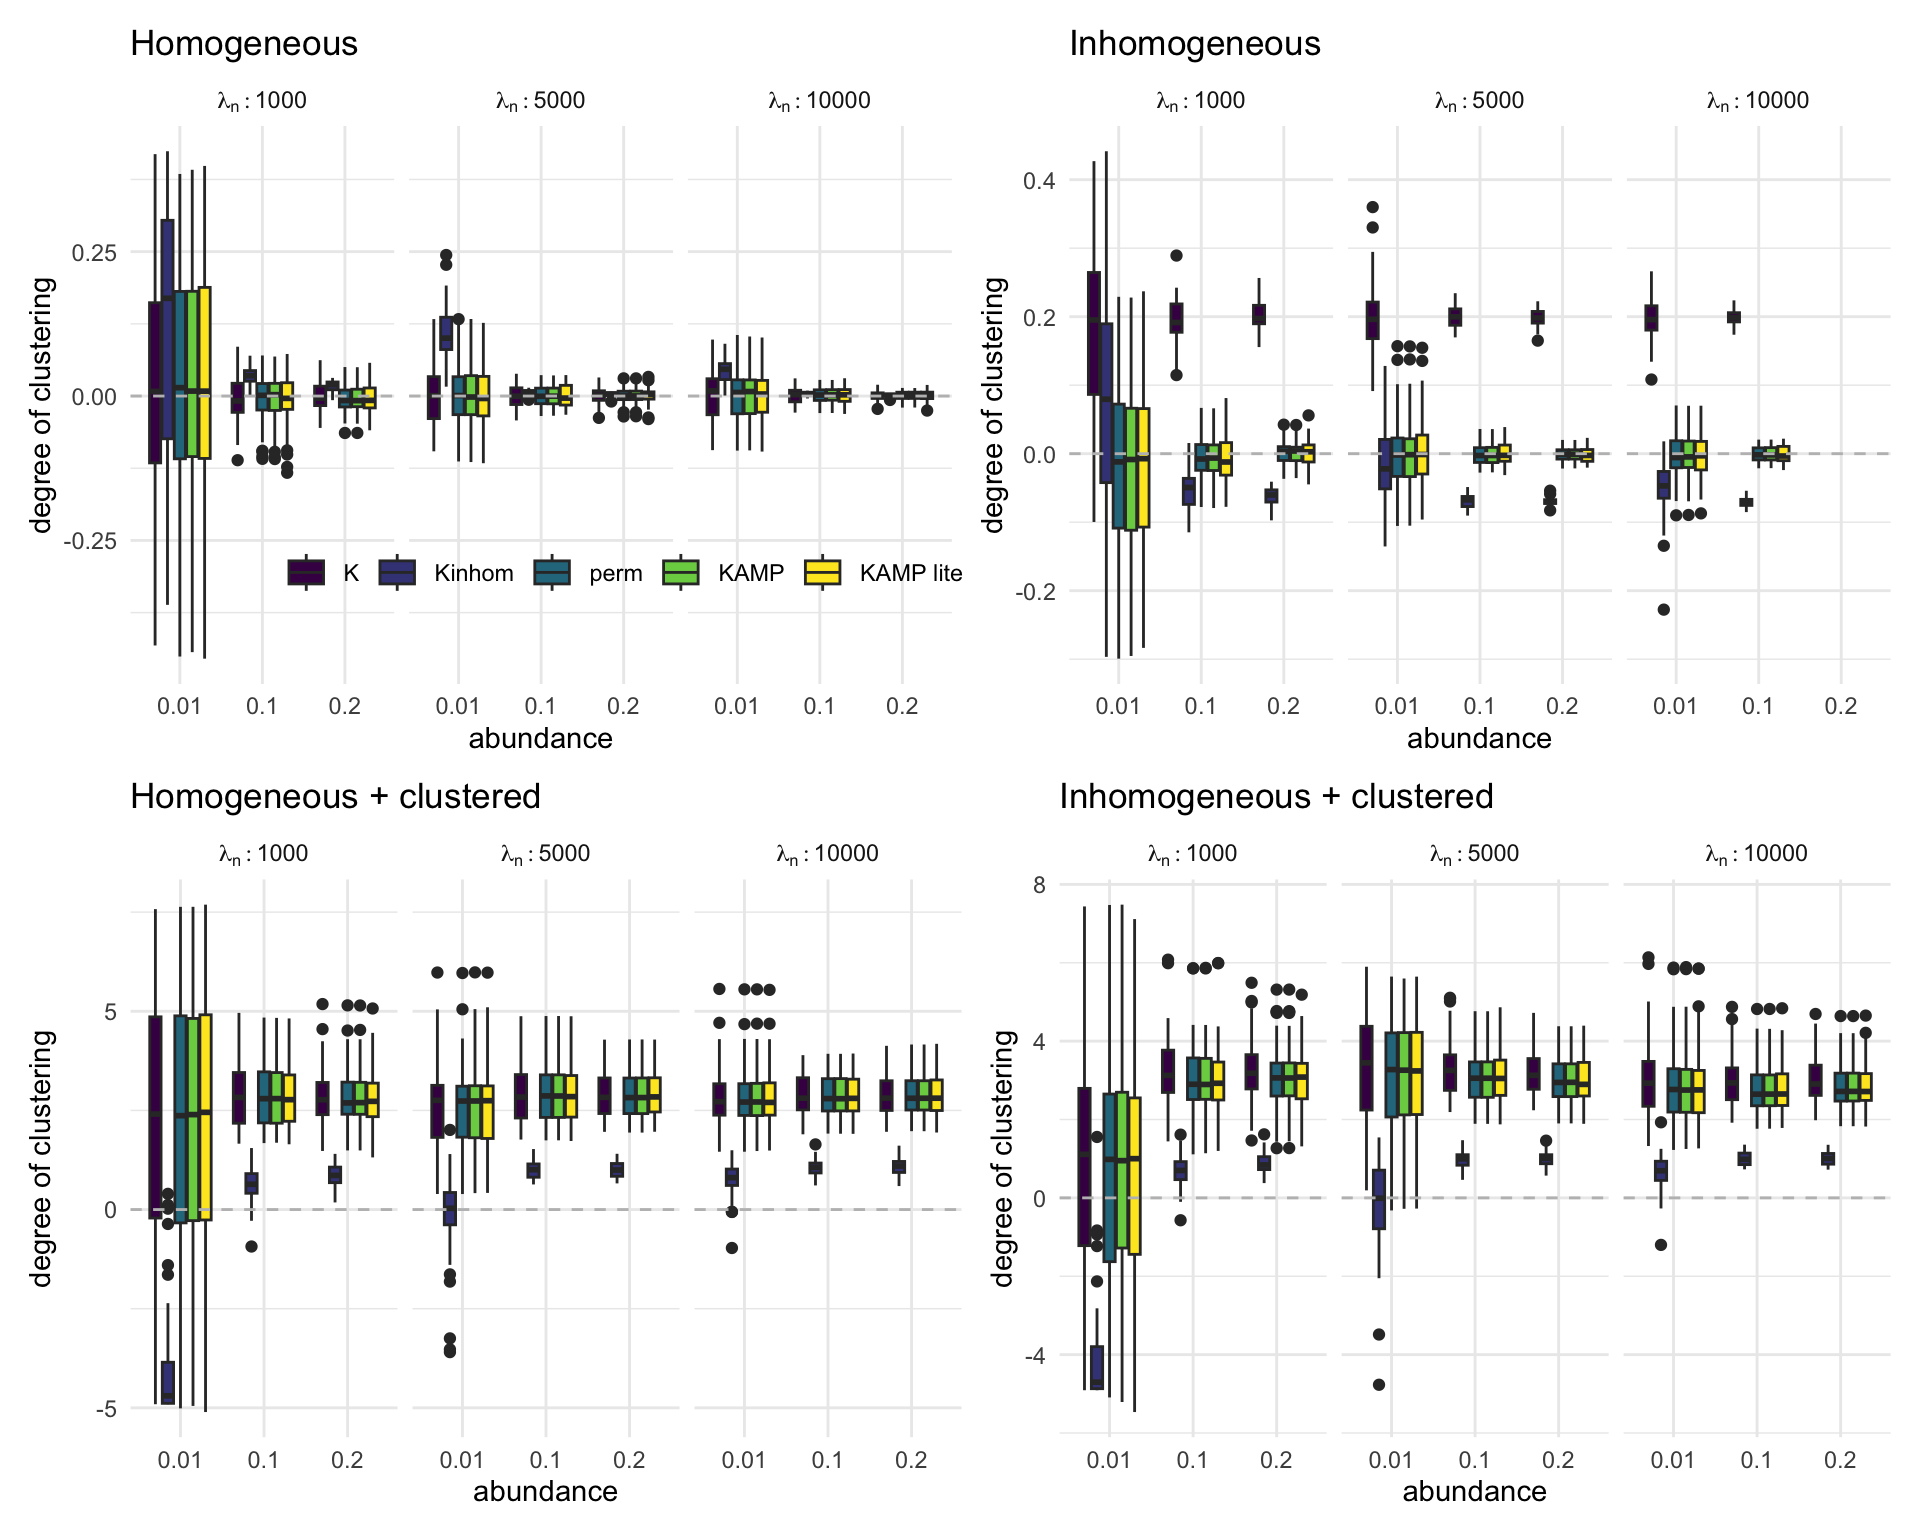 Homogeneous
λn : 1000 λn : 5000 λn : 10000
degree of clustering
0.25
0.00
-0.25
K Kinhom perm KAMP KAMP lite
0.01 0.1 0.2 0.01 0.1 0.2 0.01 0.1 0.2
abundance
Inhomogeneous
λn : 1000 λn : 5000 λn : 10000
degree of clustering
0.4
0.2
0.0
-0.2
0.01 0.1 0.2 0.01 0.1 0.2 0.01 0.1 0.2
abundance
Homogeneous + clustered
λn : 1000 λn : 5000 λn : 10000
degree of clustering
5
0
-5
0.01 0.1 0.2 0.01 0.1 0.2 0.01 0.1 0.2
abundance
Inhomogeneous + clustered
λn : 1000 λn : 5000 λn : 10000
degree of clustering
8
4
0
-4
0.01 0.1 0.2 0.01 0.1 0.2 0.01 0.1 0.2
abundance